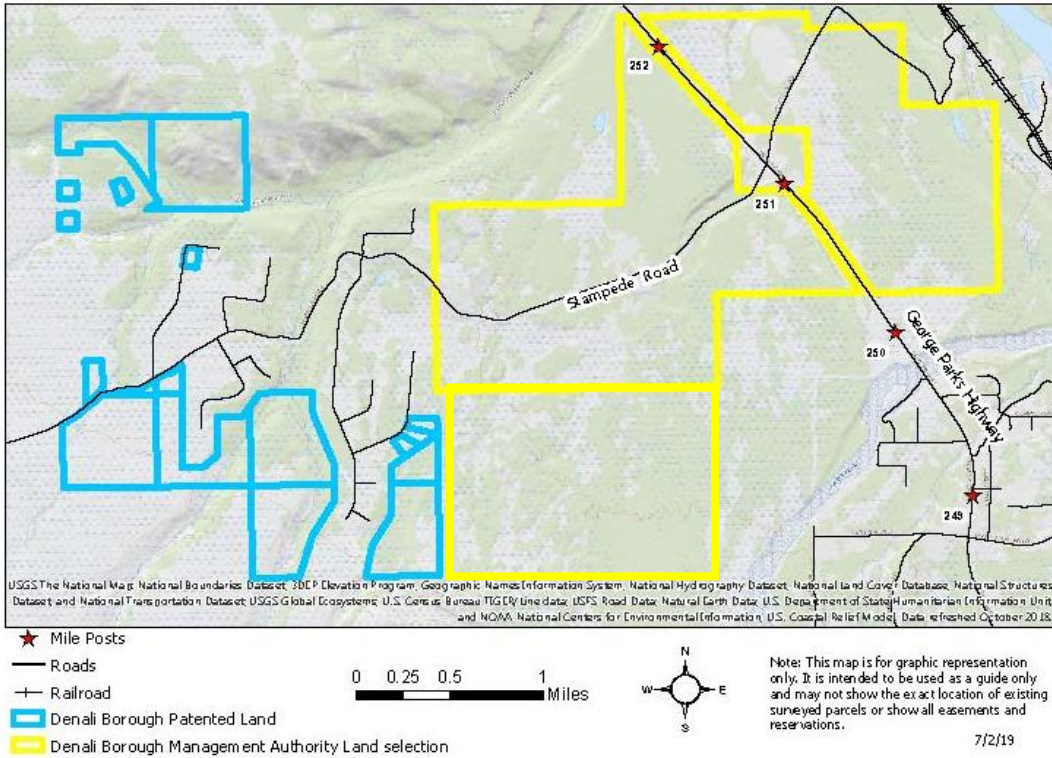 252
251
Stampede Road
250
George Parks Highway
249
USGS The National Map: National Boundaries Dataset, 3DEP Elevation Program, Geographic Names Information System, National Hydrography Dataset, National Land Cover Database, National Structures
Dataset, and National Transportation Dataset; USGS Global Ecosystems; U.S. Census Bureau TIGER/Line data; USFS Road Data; Natural Earth Data; U.S. Department of State Humanitarian Information Unit;
and NOAA National Centers for Environmental Information, U.S. Coastal Relief Model. Data refreshed October 2018.
Mile Posts
Roads
Railroad
Denali Borough Patented Land
Denali Borough Management Authority Land selection
0 0.25 0.5 1
Miles
N
W E
S
Note: This map is for graphic representation
only. It is intended to be used as a guide only
and may not show the exact location of existing
surveyed parcels or show all easements and
reservations.
7/2/19